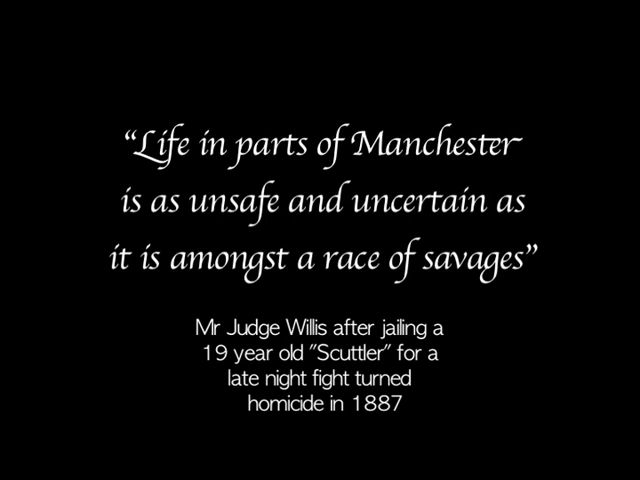 “Life in parts of Manchester
is as unsafe and uncertain as
it is amongst a race of savages”
Mr Judge Willis after jailing a
19 year old "Scuttler" for a
late night fight turned
homicide in 1887